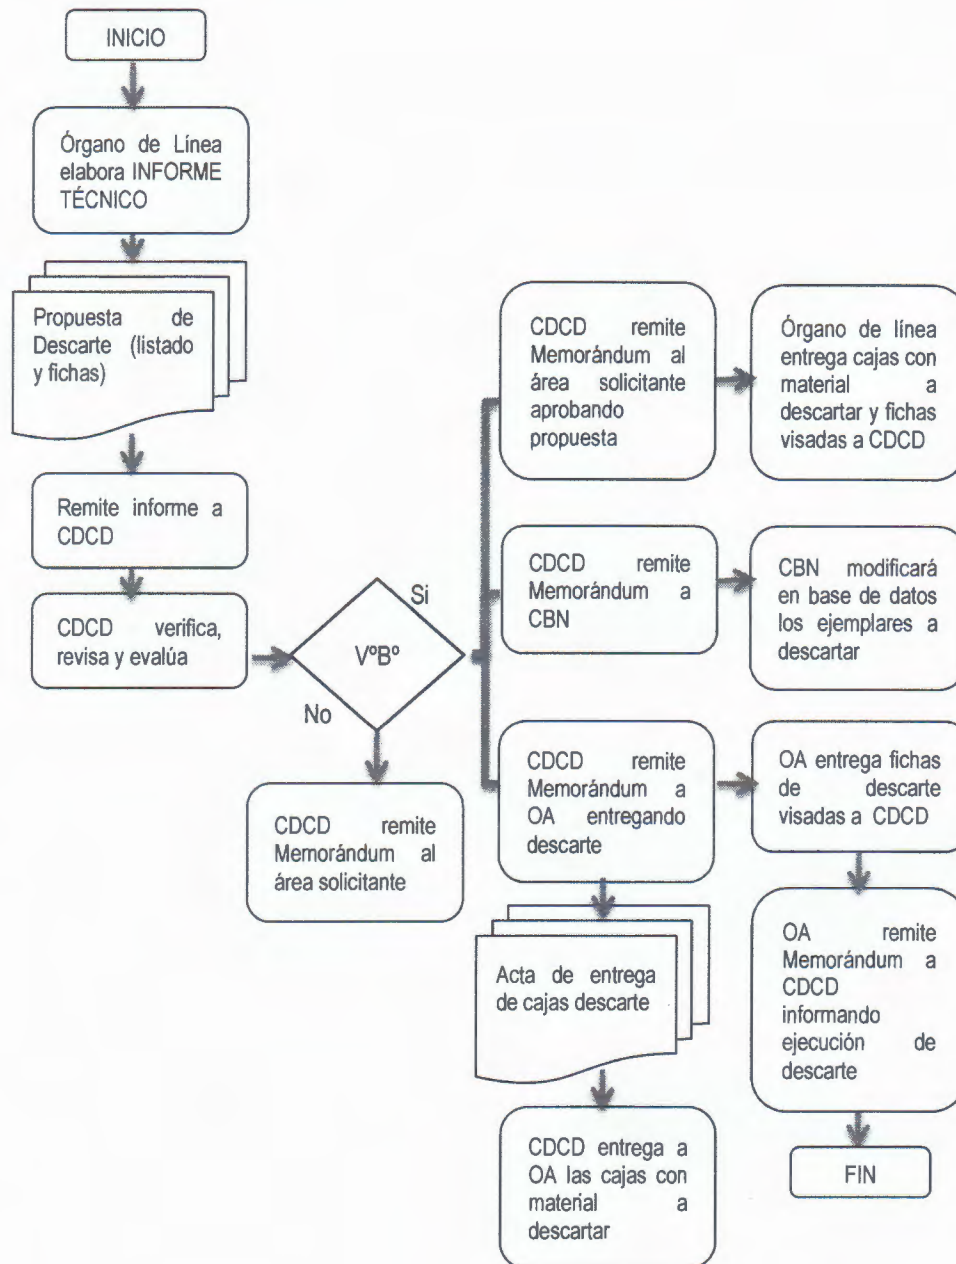 INICIO
Órgano de Línea
elabora INFORME
TÉCNICO
Propuesta de
Descarte (listado
y fichas)
Remite informe a
CDCD
CDCD verifica,
revisa y evalúa
VºBº
Si
No
CDCD remite
Memorándum al
área solicitante
CDCD remite
Memorándum al
área solicitante
aprobando
propuesta
Órgano de línea
entrega cajas con
material a
descartar y fichas
visadas a CDCD
CDCD remite
Memorándum a
CBN
CBN modificará
en base de datos
los ejemplares a
descartar
CDCD remite
Memorándum a
OA entregando
descarte
OA entrega fichas
de descarte
visadas a CDCD
Acta de entrega
de cajas descarte
CDCD entrega a
OA las cajas con
material a
descartar
OA remite
Memorándum a
CDCD
informando
ejecución de
descarte
FIN